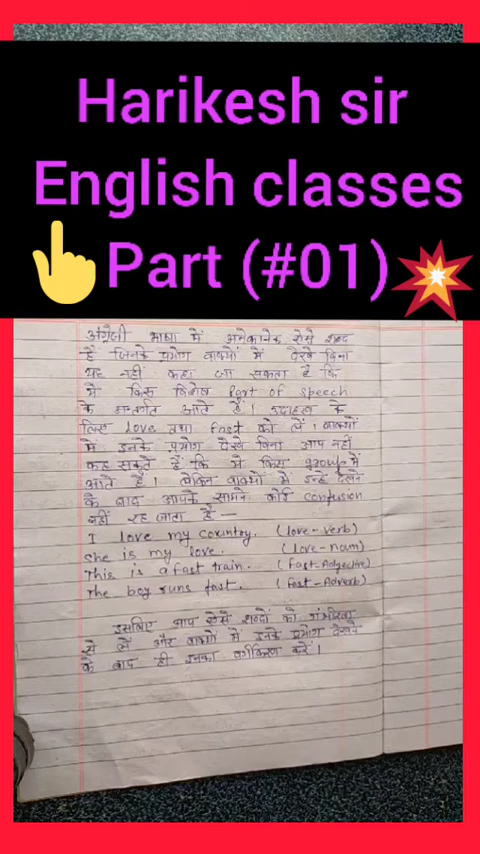 Harikesh sir
English classes
Part (#01)
अंग्रेजी भाषा में अनेकानेक ऐसे शब्द
हैं जिनके प्रयोग वाक्यों में देखे बिना
यह नहीं कहा जा सकता है कि
ये किस विशेष Part of speech
के अन्तर्गत आते हैं। उदाहरण के
लिए love तथा fast को लें। वाक्यों
में इनके प्रयोग देखे बिना आप नहीं
कह सकते हैं कि ये किस group में
आते हैं। लेकिन वाक्यों में इन्हें देखने
के बाद आपके सामने कोई confusion
नहीं रह जाता है —
I love my country. (love-verb)
She is my love. (love-noun)
This is a fast train. (fast-Adjective)
The boy runs fast. (fast-Adverb)
इसलिए आप ऐसे शब्दों को गंभीरता
से लें और वाक्यों में इनके प्रयोग देखने
के बाद ही इनका वर्गीकरण करें।